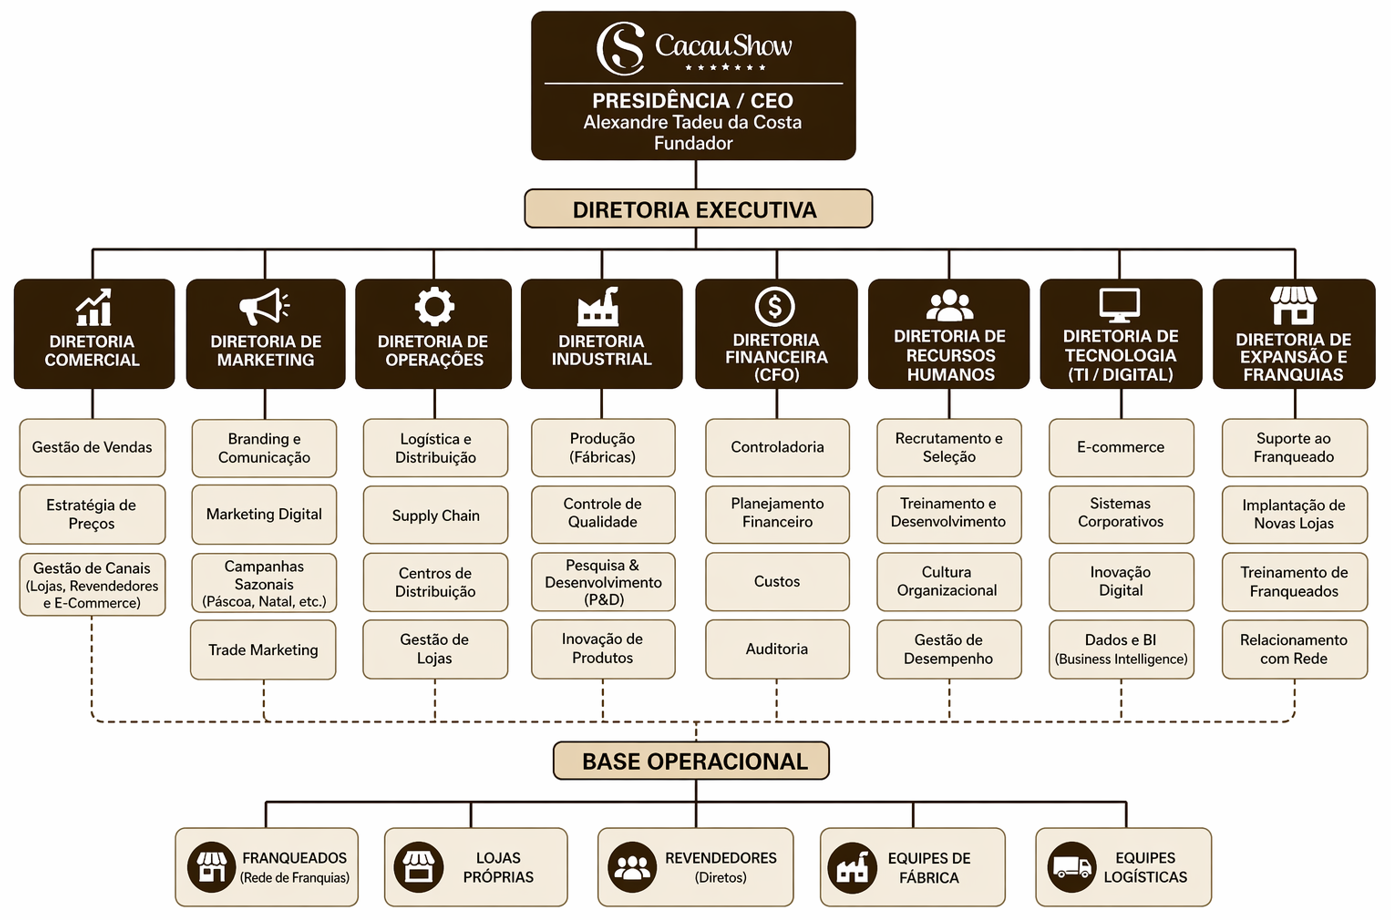 CacauShow
PRESIDÊNCIA / CEO
Alexandre Tadeu da Costa
Fundador
DIRETORIA EXECUTIVA
DIRETORIA
COMERCIAL
Gestão de Vendas
Estratégia de
Preços
Gestão de Canais
(Lojas, Revendedores
e E-Commerce)
DIRETORIA DE
MARKETING
Branding e
Comunicação
Marketing Digital
Campanhas
Sazonais
(Páscoa, Natal, etc.)
Trade Marketing
DIRETORIA DE
OPERAÇÕES
Logística e
Distribuição
Supply Chain
Centros de
Distribuição
Gestão de
Lojas
DIRETORIA
INDUSTRIAL
Produção
(Fábricas)
Controle de
Qualidade
Pesquisa &
Desenvolvimento
(P&D)
Inovação de
Produtos
DIRETORIA
FINANCEIRA
(CFO)
Controladoria
Planejamento
Financeiro
Custos
Auditoria
DIRETORIA DE
RECURSOS
HUMANOS
Recrutamento e
Seleção
Treinamento e
Desenvolvimento
Cultura
Organizacional
Gestão de
Desempenho
DIRETORIA DE
TECNOLOGIA
(TI / DIGITAL)
E-commerce
Sistemas
Corporativos
Inovação
Digital
Dados e BI
(Business Intelligence)
DIRETORIA DE
EXPANSÃO E
FRANQUIAS
Suporte ao
Franqueado
Implantação de
Novas Lojas
Treinamento de
Franqueados
Relacionamento
com Rede
BASE OPERACIONAL
FRANQUEADOS
(Rede de Franquias)
LOJAS
PRÓPRIAS
REVENDEDORES
(Diretos)
EQUIPES DE
FÁBRICA
EQUIPES
LOGÍSTICAS